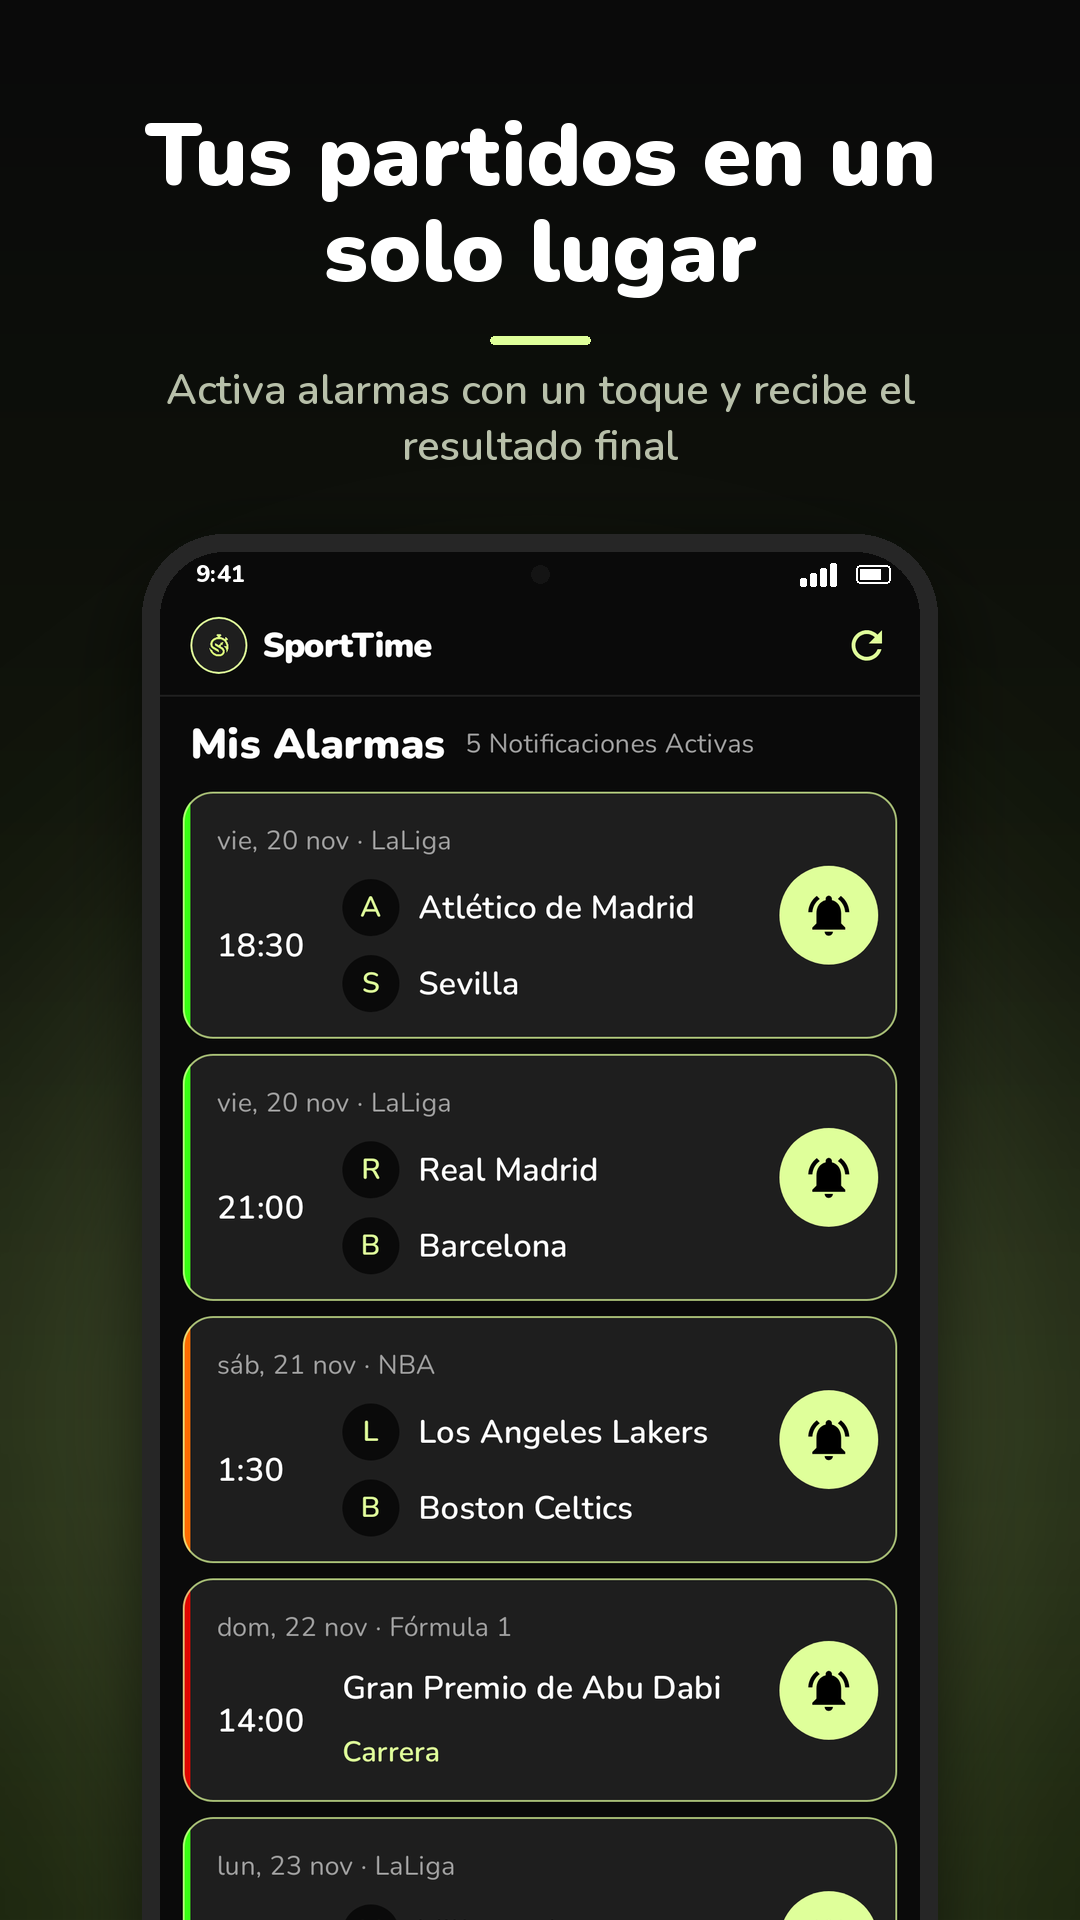 Tus partidos en un
solo lugar
Activa alarmas con un toque y recibe el
resultado final
9:41
SportTime
Mis Alarmas 5 Notificaciones Activas
vie, 20 nov · LaLiga
18:30
A Atlético de Madrid
S Sevilla
vie, 20 nov · LaLiga
21:00
R Real Madrid
B Barcelona
sáb, 21 nov · NBA
1:30
L Los Angeles Lakers
B Boston Celtics
dom, 22 nov · Fórmula 1
14:00
Gran Premio de Abu Dabi
Carrera
lun, 23 nov · LaLiga